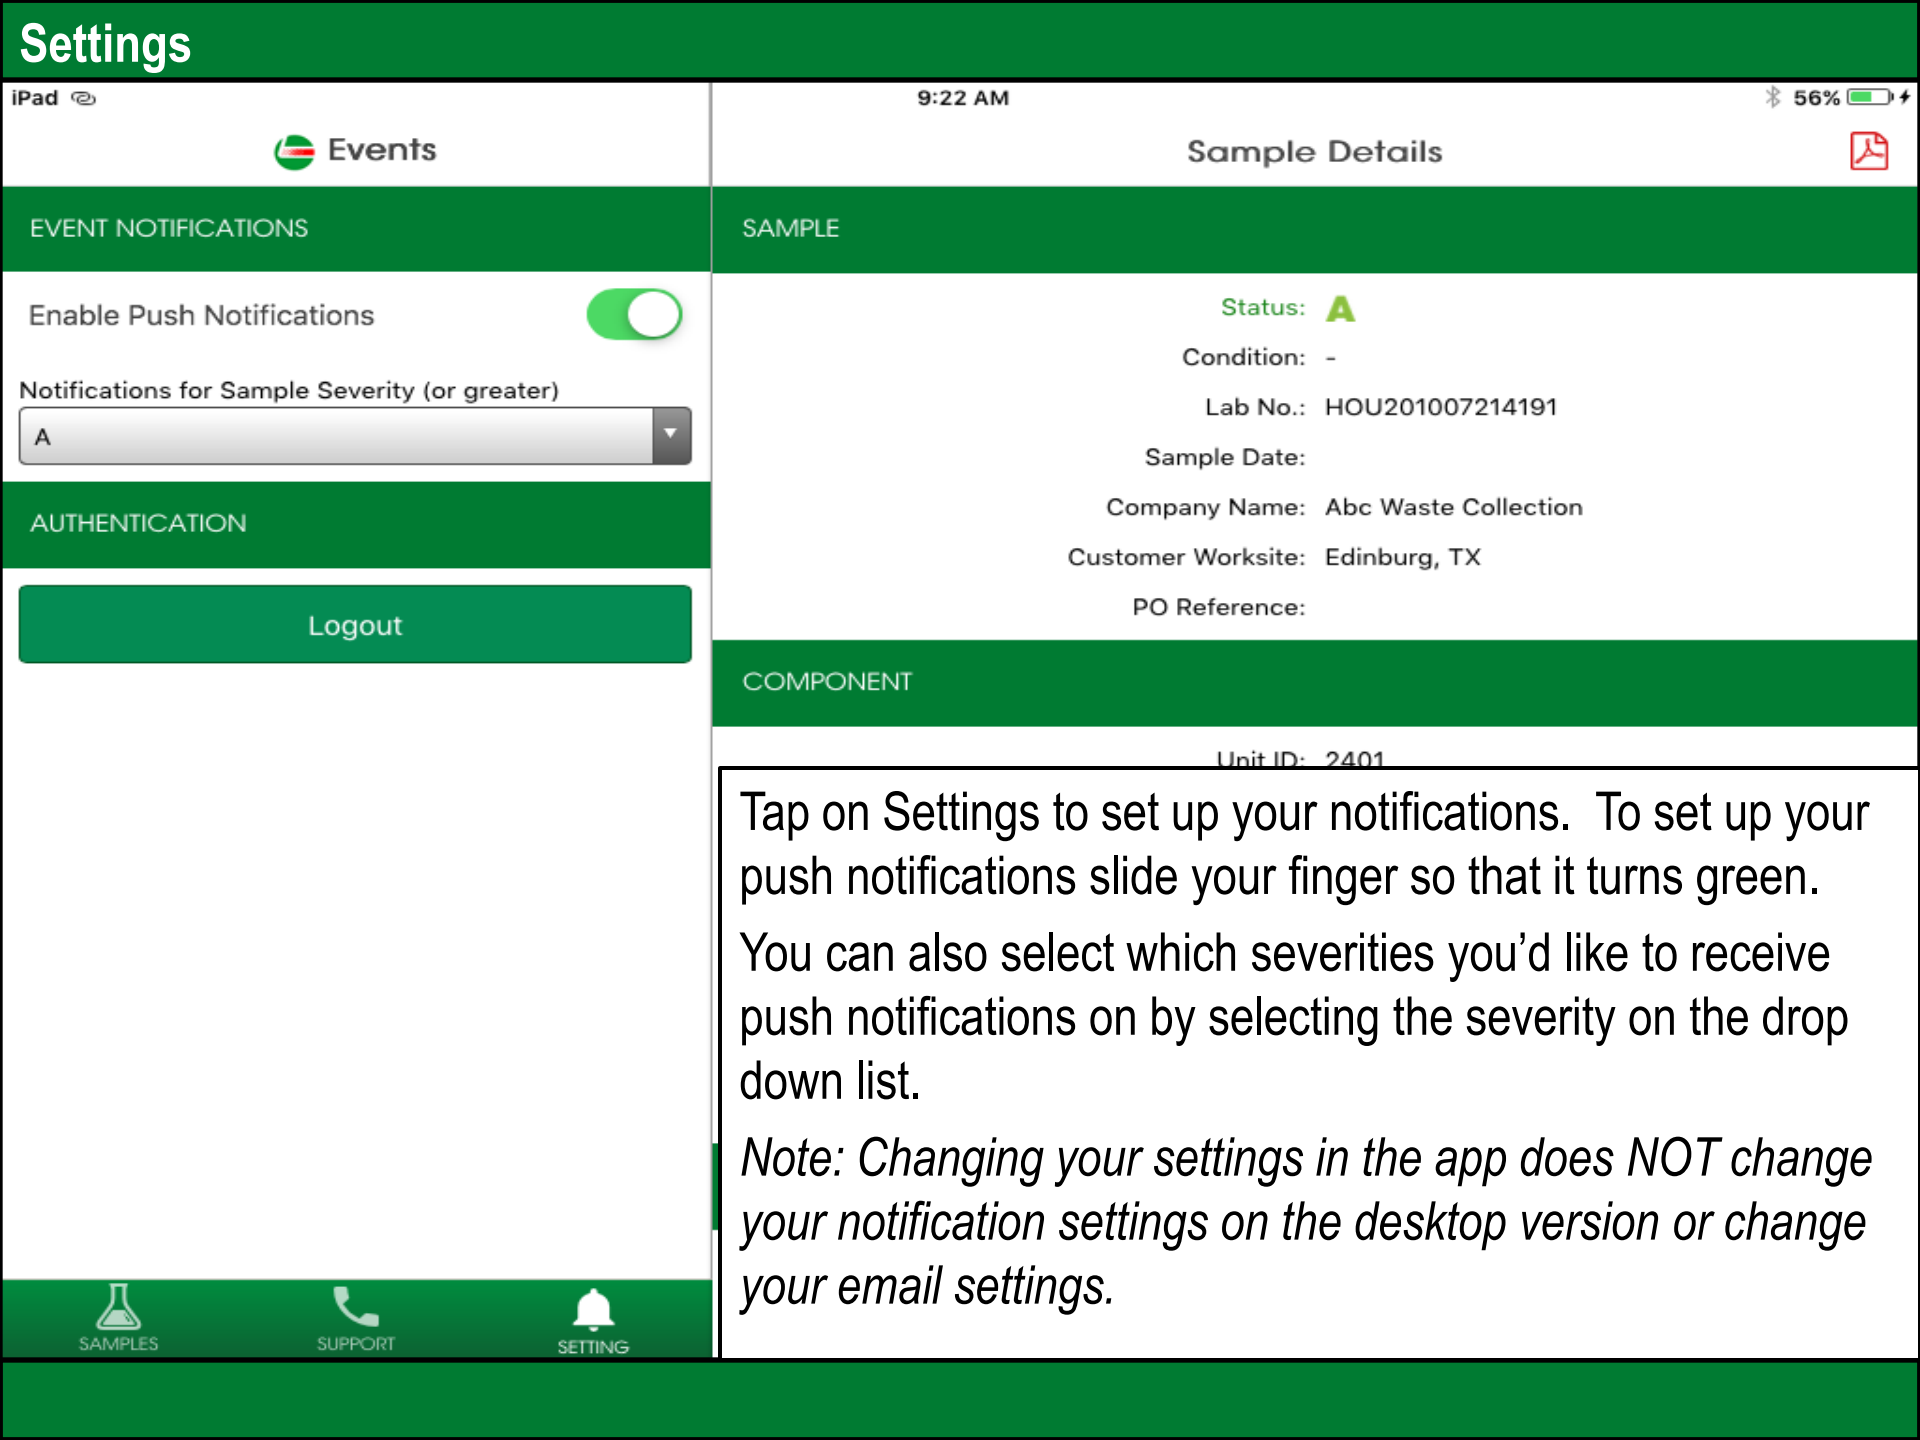 Settings
iPad
9:22 AM
56%
Events
Sample Details
EVENT NOTIFICATIONS
SAMPLE
Enable Push Notifications
Notifications for Sample Severity (or greater)
A
AUTHENTICATION
Logout
Status: A
Condition: -
Lab No.: HOU201007214191
Sample Date:
Company Name: Abc Waste Collection
Customer Worksite: Edinburg, TX
PO Reference:
COMPONENT
Unit ID: 2401
Tap on Settings to set up your notifications.  To set up your
push notifications slide your finger so that it turns green.
You can also select which severities you’d like to receive
push notifications on by selecting the severity on the drop
down list.
Note: Changing your settings in the app does NOT change
your notification settings on the desktop version or change
your email settings.
SAMPLES
SUPPORT
SETTING